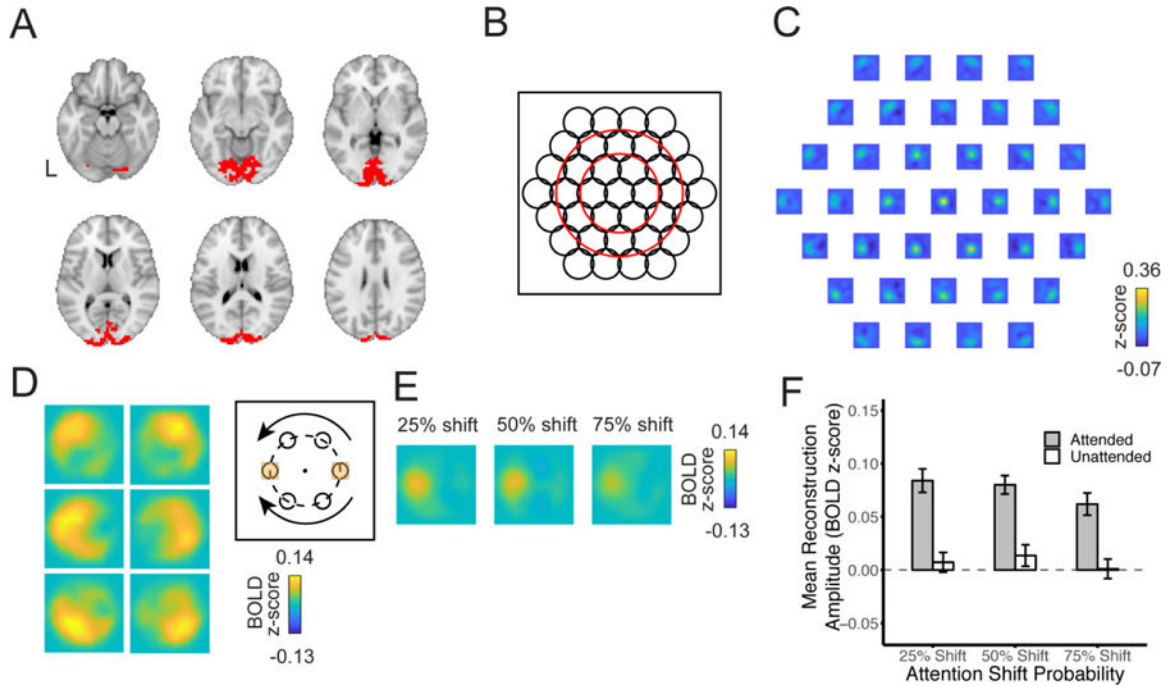 A
L
B
C
0.36
z-score
-0.07
D
BOLD
z-score
0.14
-0.13
E
25% shift
50% shift
75% shift
BOLD
z-score
0.14
-0.13
F
Mean Reconstruction
Amplitude (BOLD z-score)
0.15
0.10
0.05
0.00
−0.05
Attended
Unattended
25% Shift
50% Shift
75% Shift
Attention Shift Probability